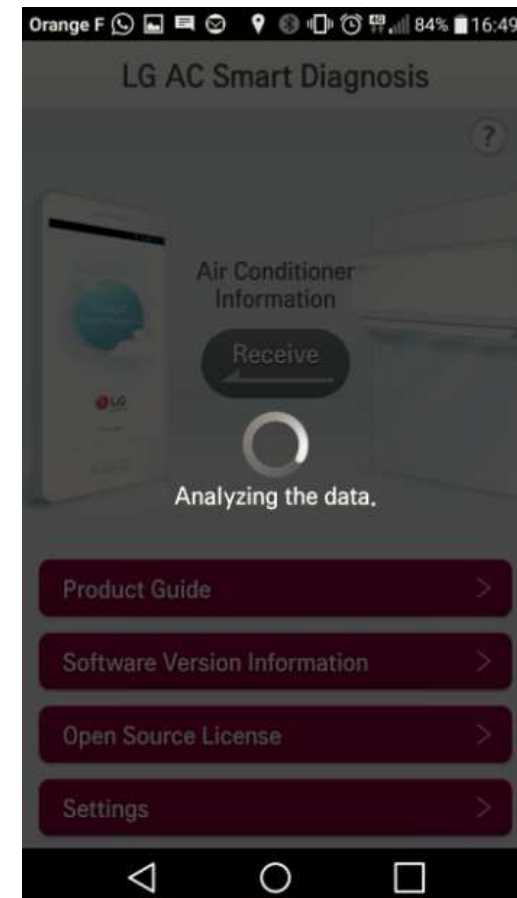 Orange F 84% 16:49
LG AC Smart Diagnosis
?
Air Conditioner
Information
Receive
LG
Analyzing the data.
Product Guide
Software Version Information
Open Source License
Settings